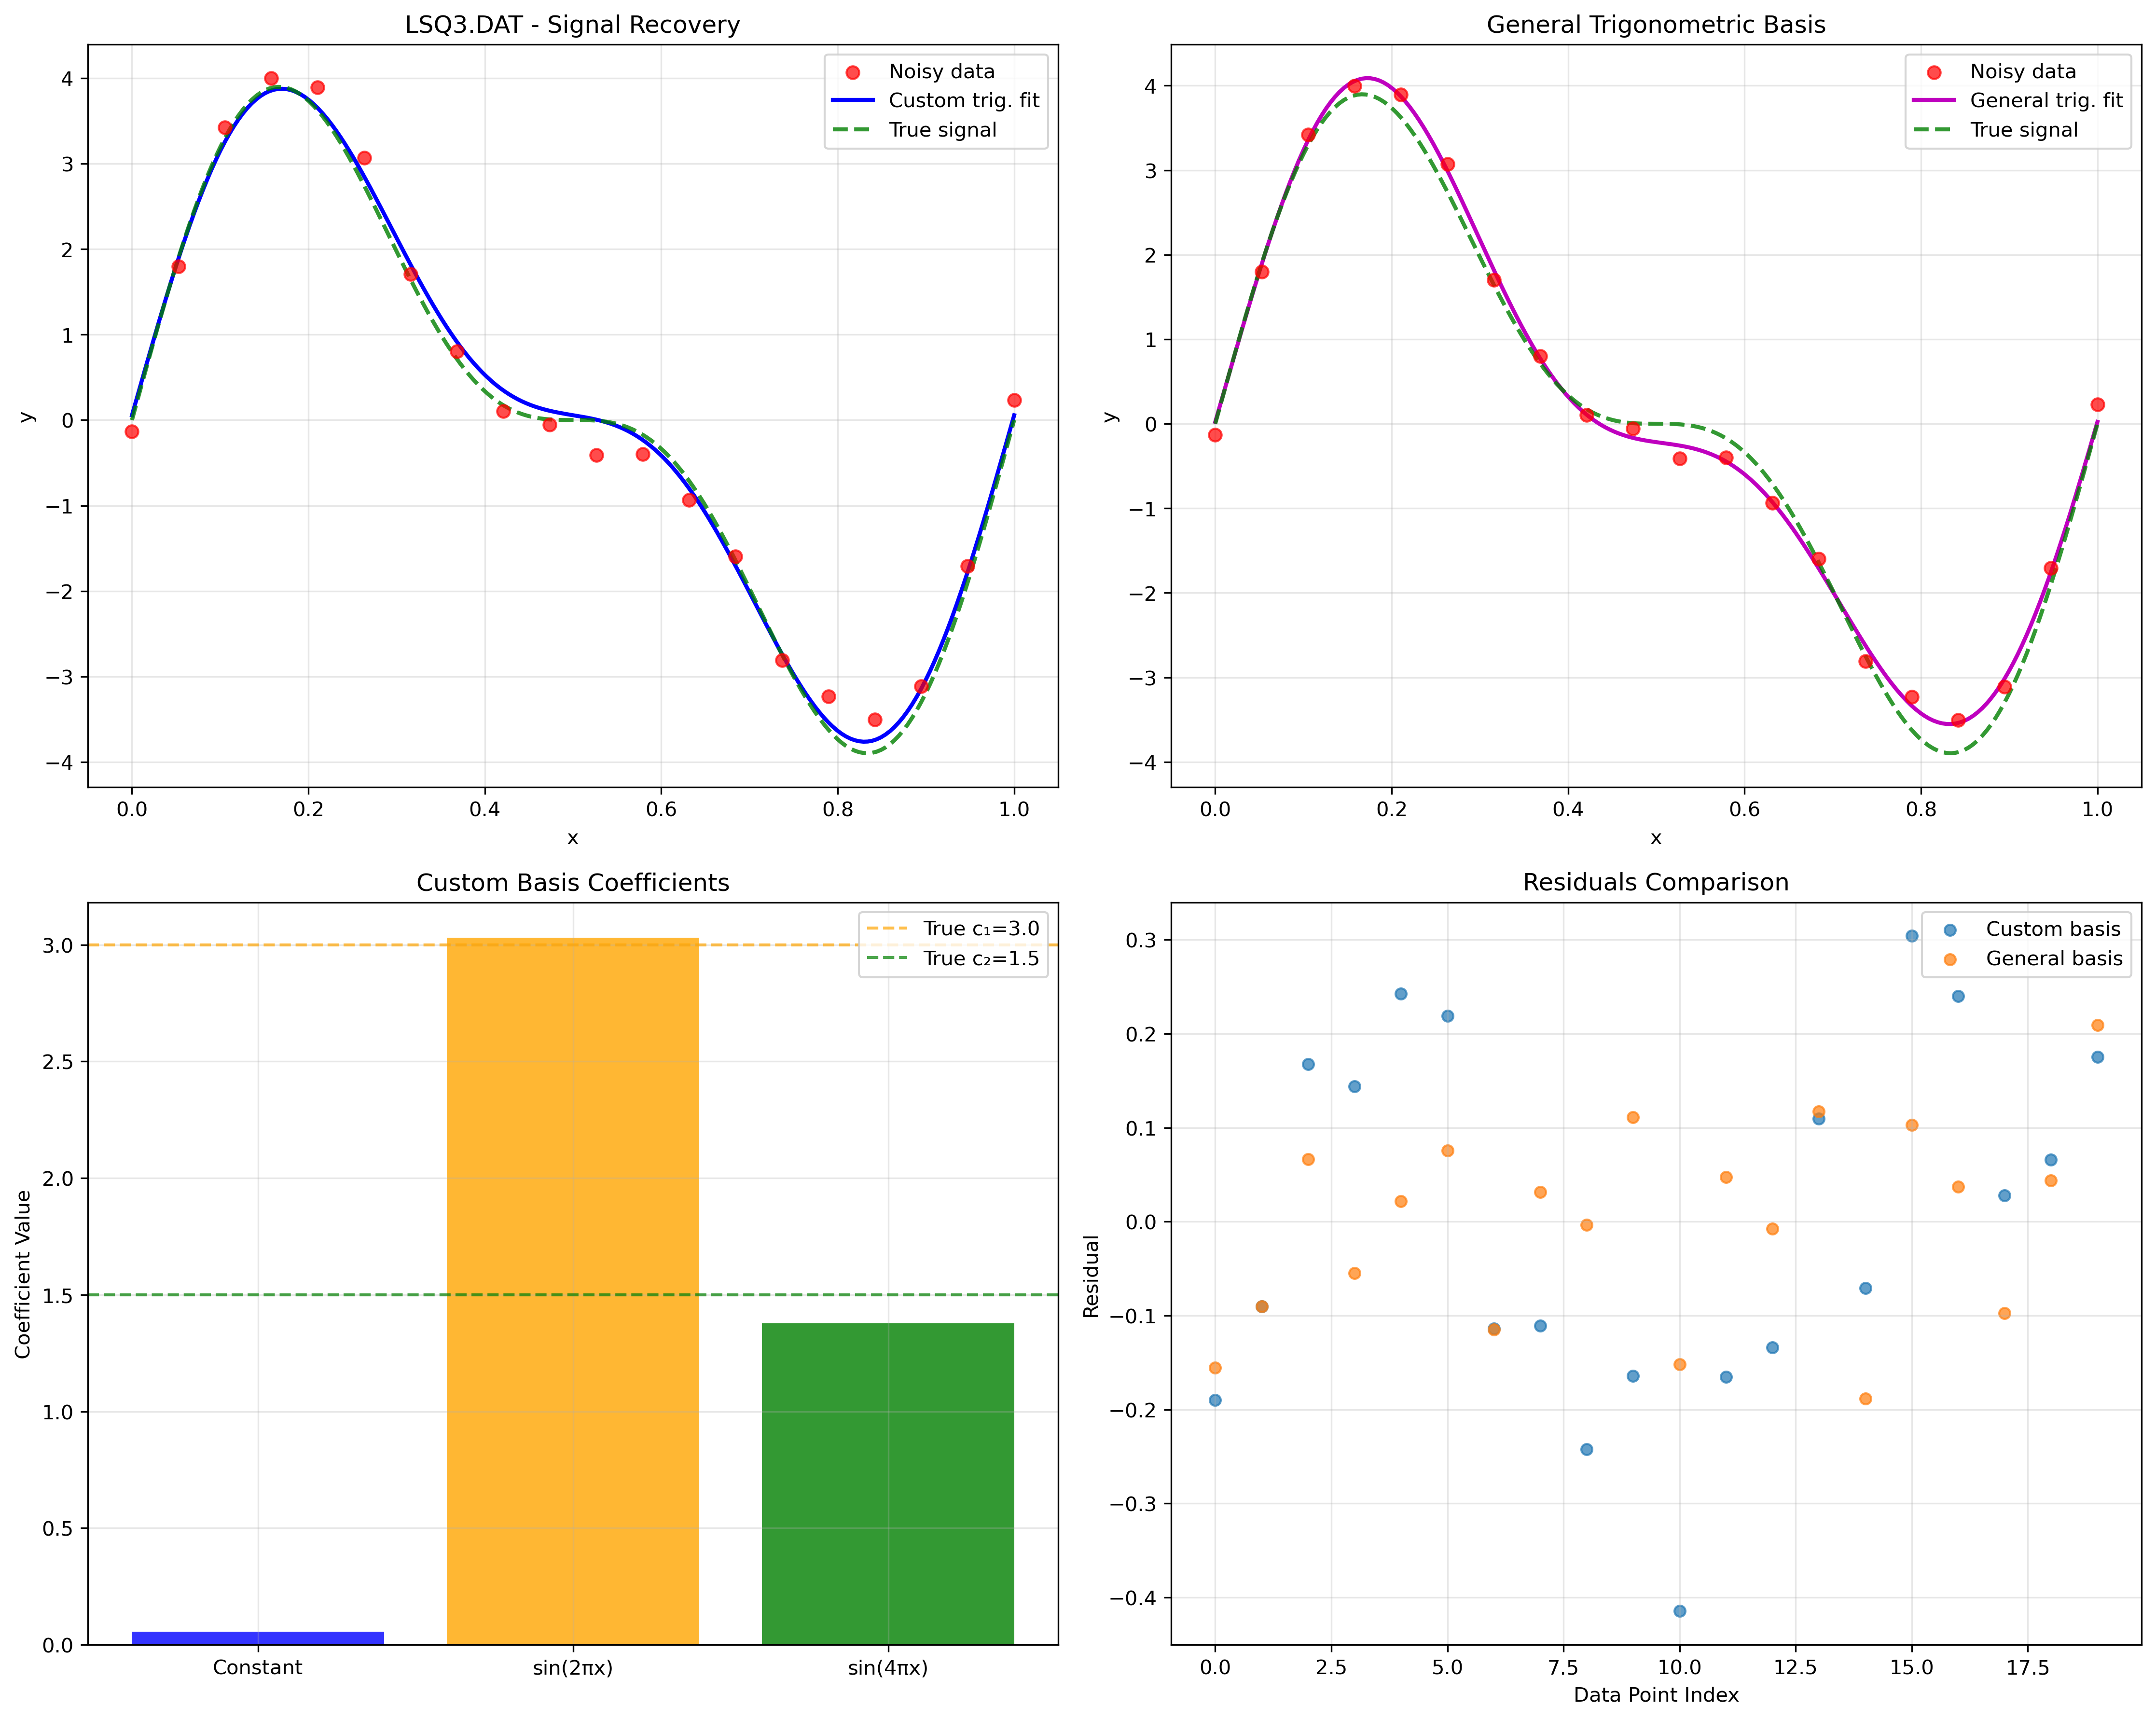 LSQ3.DAT - Signal Recovery
Noisy data
Custom trig. fit
True signal
4
3
2
1
0
−1
−2
−3
−4
y
0.0 0.2 0.4 0.6 0.8 1.0
x
General Trigonometric Basis
Noisy data
General trig. fit
True signal
4
3
2
1
0
−1
−2
−3
−4
y
0.0 0.2 0.4 0.6 0.8 1.0
x
Custom Basis Coefficients
True c₁=3.0
True c₂=1.5
3.0
2.5
2.0
1.5
1.0
0.5
0.0
Coefficient Value
Constant sin(2πx) sin(4πx)
Residuals Comparison
Custom basis
General basis
0.3
0.2
0.1
0.0
−0.1
−0.2
−0.3
−0.4
Residual
0.0 2.5 5.0 7.5 10.0 12.5 15.0 17.5
Data Point Index